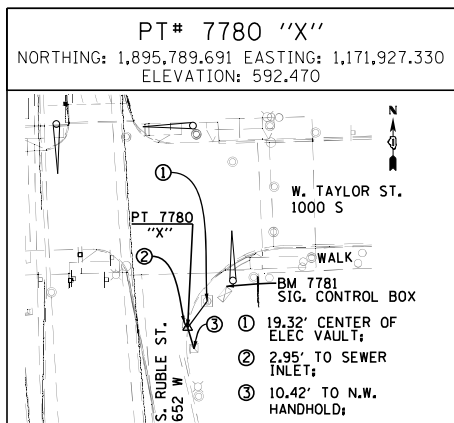 PT# 7780 "X"
NORTHING: 1,895,789.691 EASTING: 1,171,927.330
ELEVATION: 592.470
N
①
W. TAYLOR ST.
1000 S
PT 7780
"X"
②
WALK
BM 7781
SIG. CONTROL BOX
③
S. RUBLE ST.
652 W
① 19.32' CENTER OF
ELEC VAULT;
② 2.95' TO SEWER
INLET;
③ 10.42' TO N.W.
HANDHOLD;